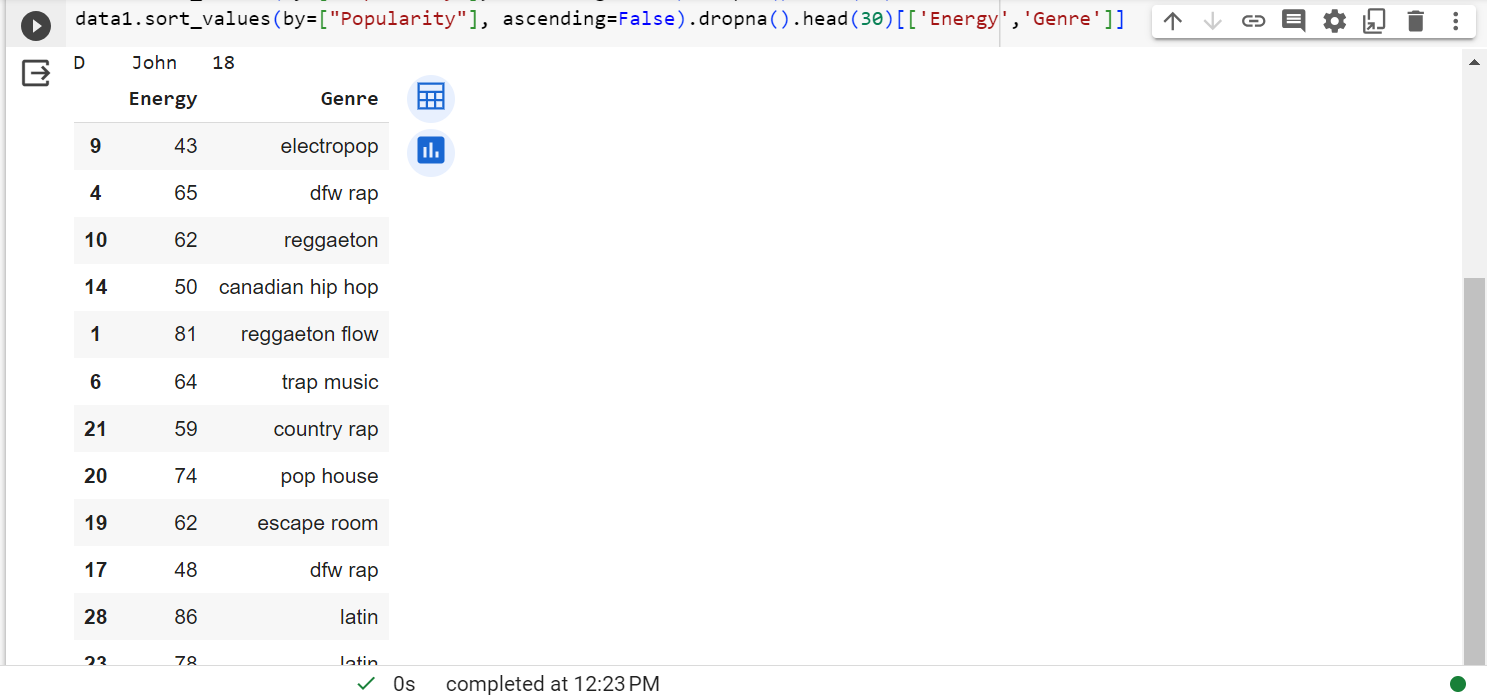 data1.sort_values(by=["Popularity"], ascending=False).dropna().head(30)[['Energy','Genre']]
D John 18
Energy Genre
9 43 electropop
4 65 dfw rap
10 62 reggaeton
14 50 canadian hip hop
1 81 reggaeton flow
6 64 trap music
21 59 country rap
20 74 pop house
19 62 escape room
17 48 dfw rap
28 86 latin
23 78 latin
0s completed at 12:23 PM